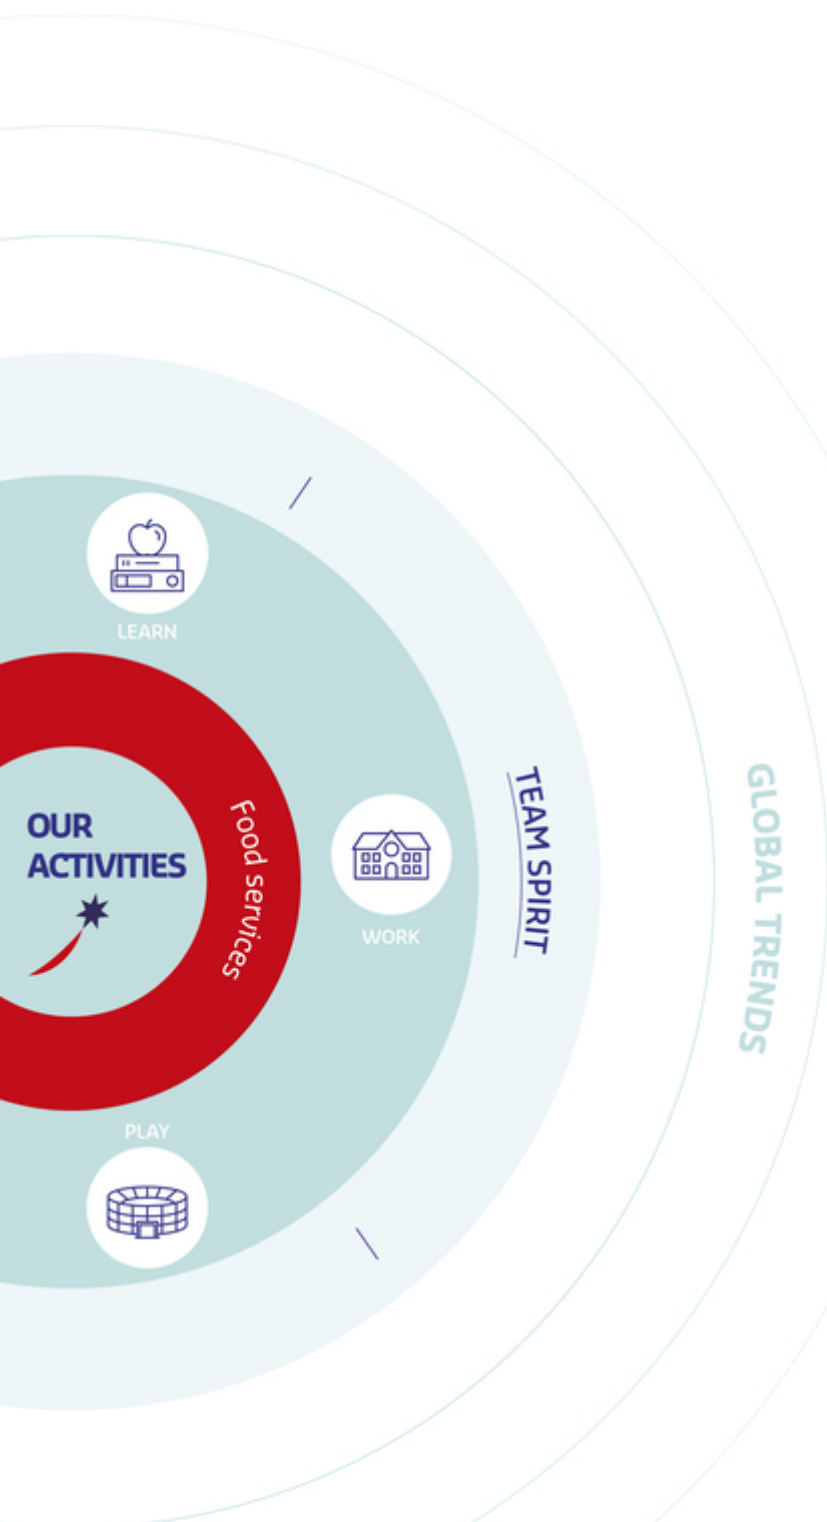 LEARN
OUR
ACTIVITIES
Food services
WORK
TEAM SPIRIT
GLOBAL TRENDS
PLAY